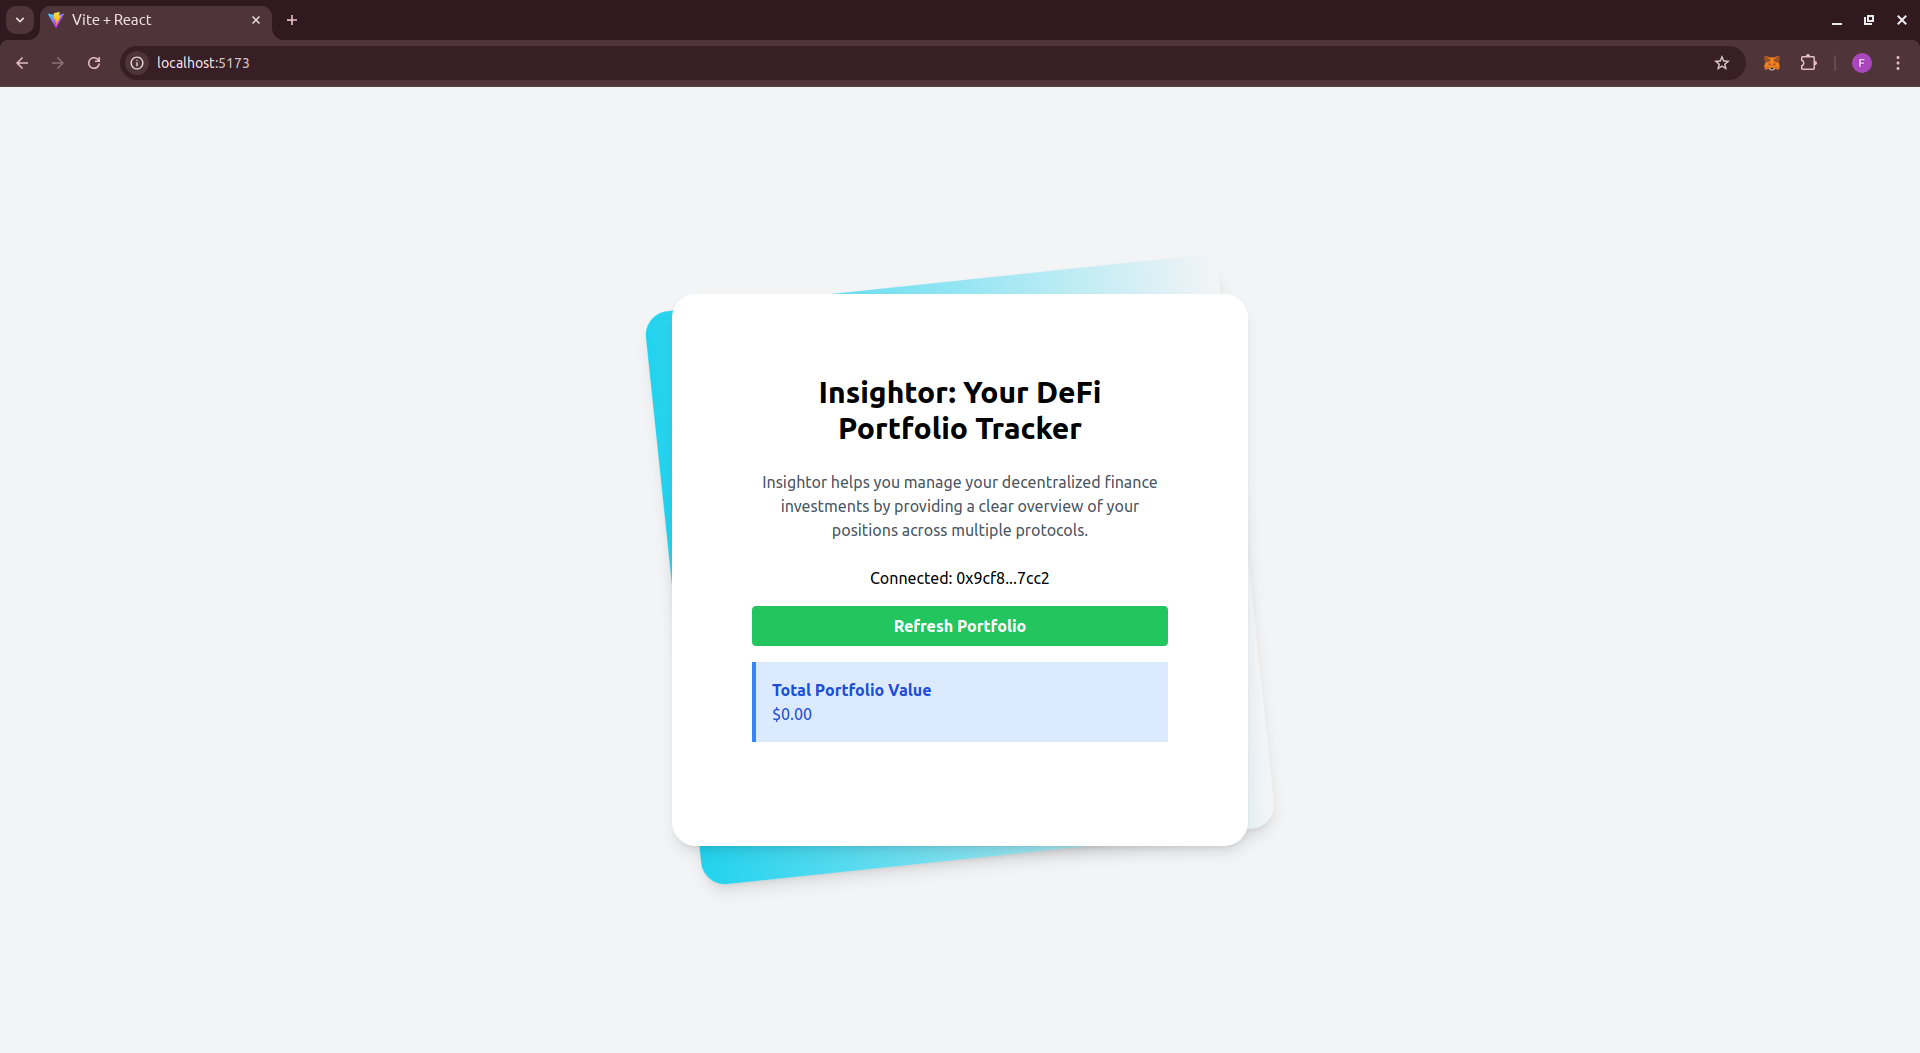 Vite + React
localhost:5173
F
Insightor: Your DeFi
Portfolio Tracker
Insightor helps you manage your decentralized finance
investments by providing a clear overview of your
positions across multiple protocols.
Connected: 0x9cf8...7cc2
Refresh Portfolio
Total Portfolio Value
$0.00